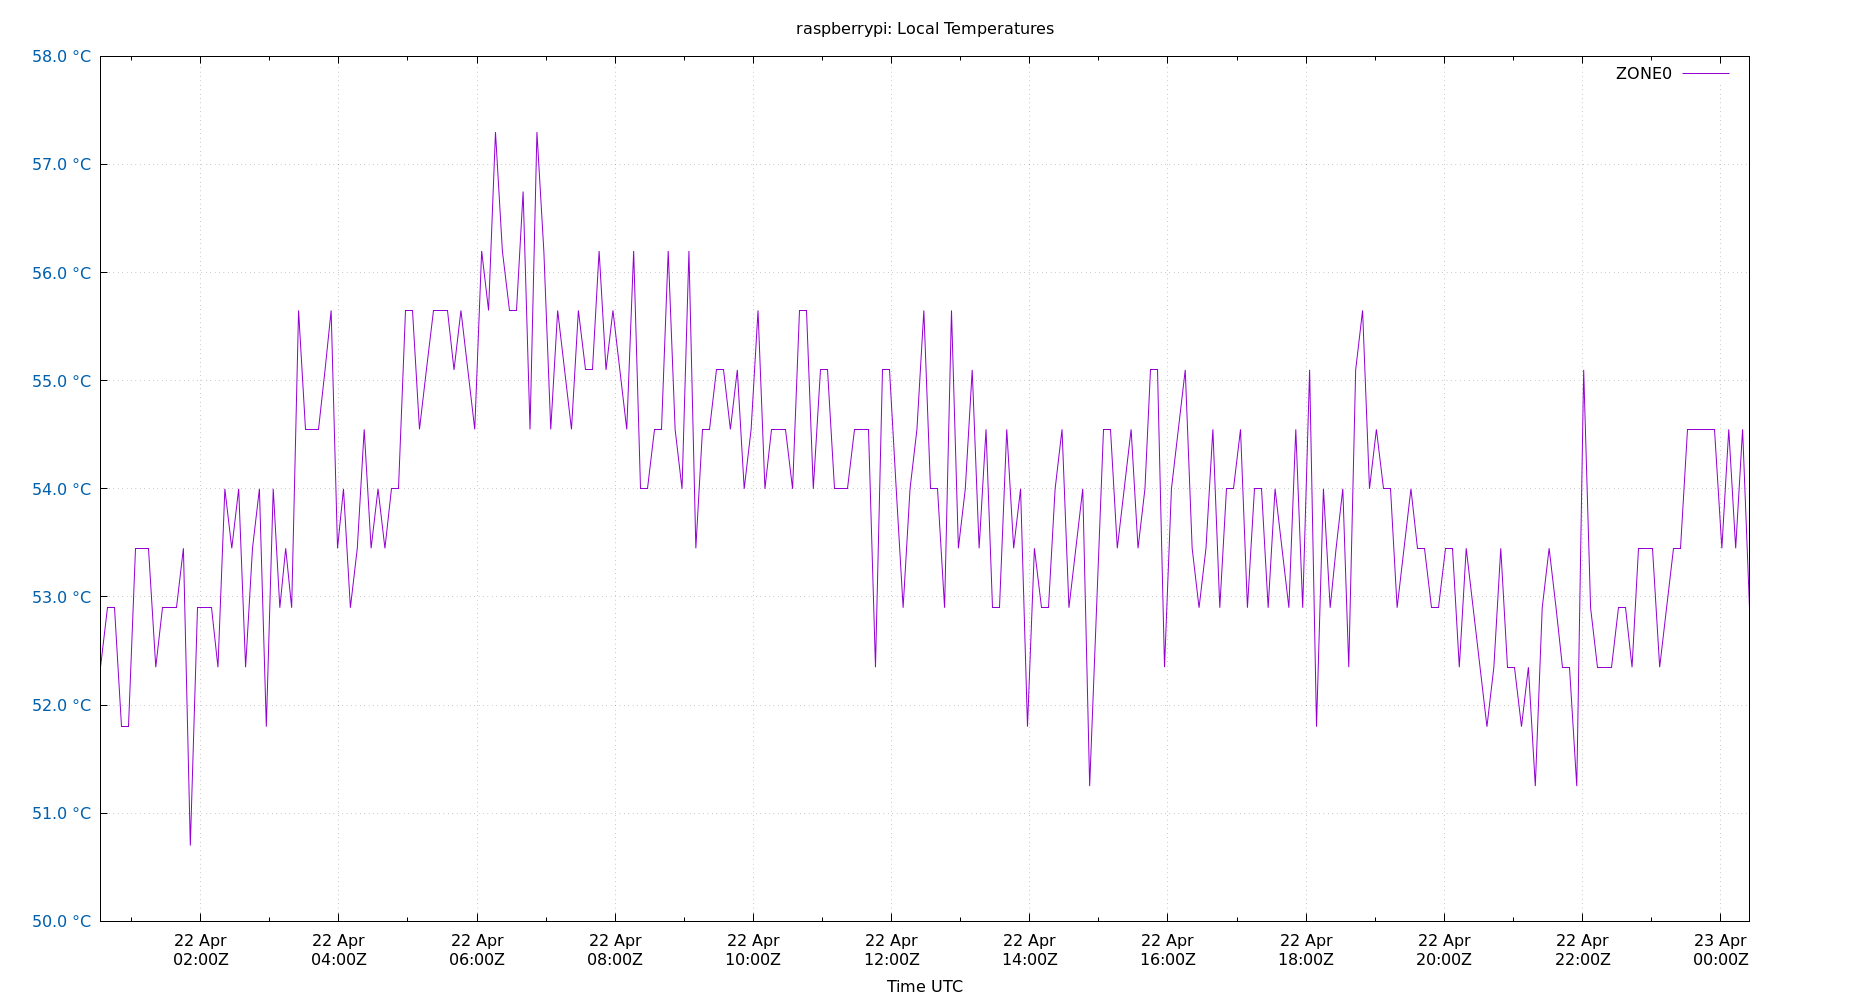 raspberrypi: Local Temperatures
58.0 °C
57.0 °C
56.0 °C
55.0 °C
54.0 °C
53.0 °C
52.0 °C
51.0 °C
50.0 °C
ZONE0
22 Apr 22 Apr 22 Apr 22 Apr 22 Apr 22 Apr 22 Apr 22 Apr 22 Apr 22 Apr 22 Apr 23 Apr
02:00Z 04:00Z 06:00Z 08:00Z 10:00Z 12:00Z 14:00Z 16:00Z 18:00Z 20:00Z 22:00Z 00:00Z
Time UTC